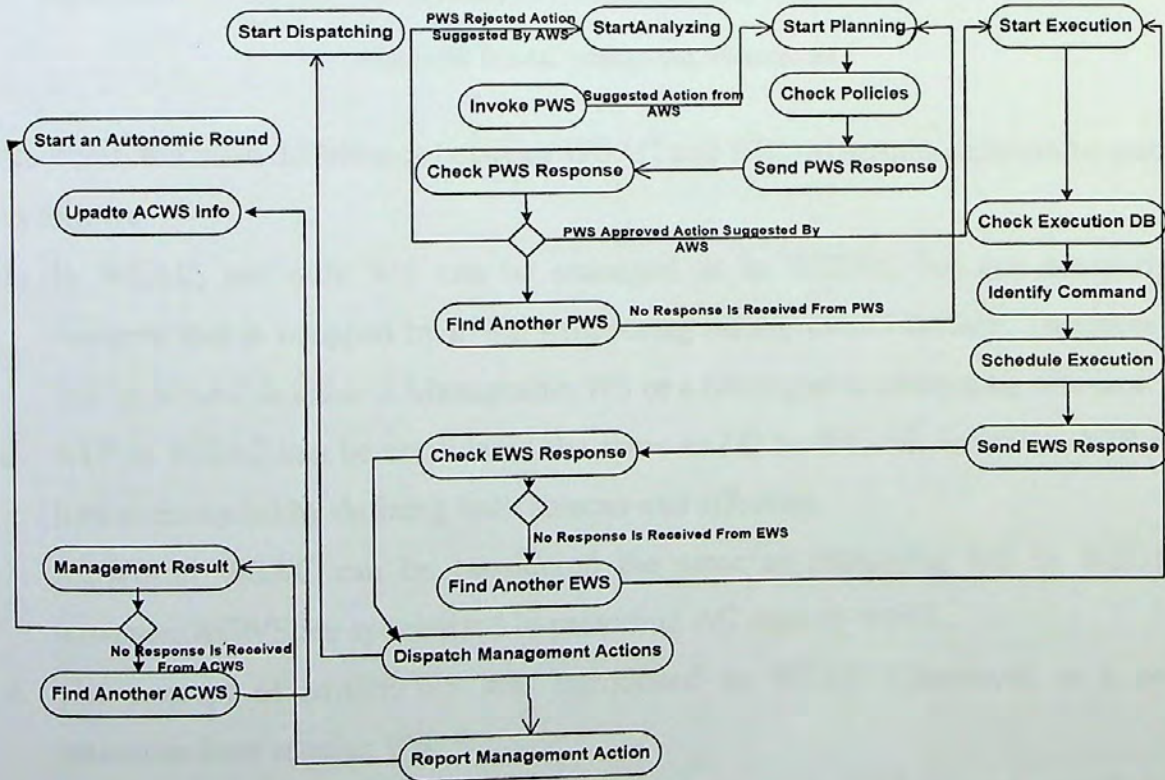 PWS Rejected Action
Suggested By AWS
StartAnalyzing
Start Planning
Start Execution
Start Dispatching
Invoke PWS
Suggested Action from
AWS
Check Policies
Start an Autonomic Round
Check PWS Response
Send PWS Response
Upadte ACWS Info
PWS Approved Action Suggested By
AWS
Check Execution DB
Identify Command
Find Another PWS
No Response Is Received From PWS
Schedule Execution
Check EWS Response
Send EWS Response
No Response Is Received From EWS
Management Result
Find Another EWS
No Response Is Received
From ACWS
Dispatch Management Actions
Find Another ACWS
Report Management Action